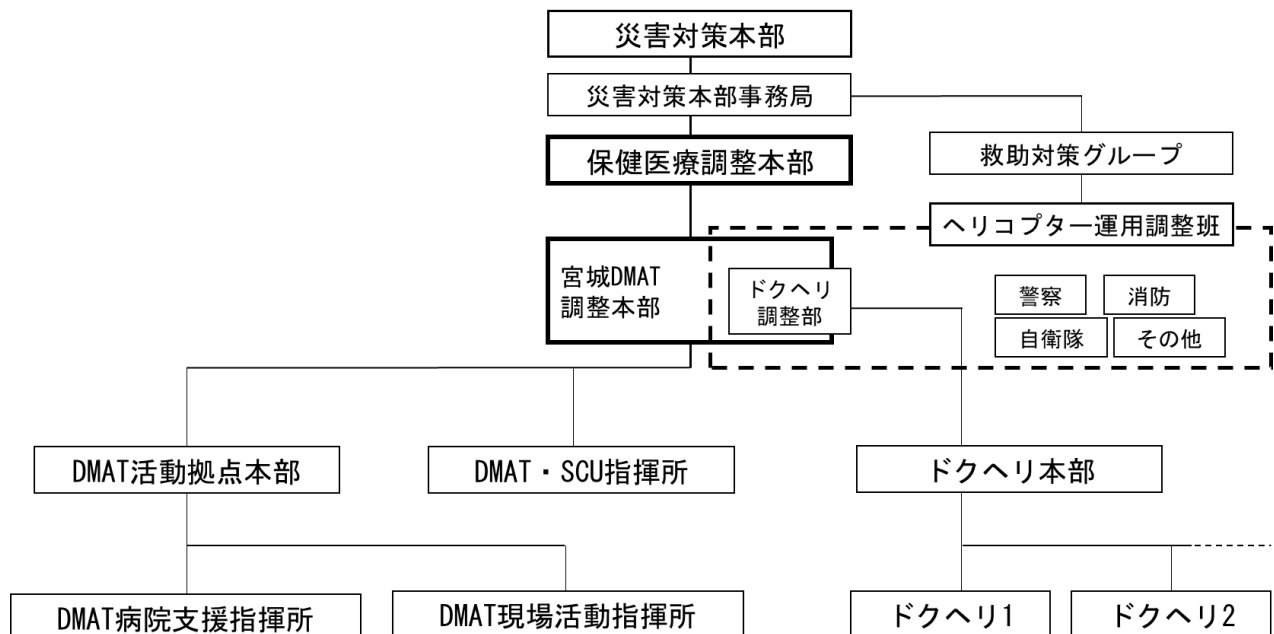 災害対策本部
災害対策本部事務局
保健医療調整本部
救助対策グループ
ヘリコプター運用調整班
宮城DMAT
調整本部
ドクヘリ
調整部
警察
消防
自衛隊
その他
DMAT活動拠点本部
DMAT・SCU指揮所
ドクヘリ本部
DMAT病院支援指揮所
DMAT現場活動指揮所
ドクヘリ1
ドクヘリ2